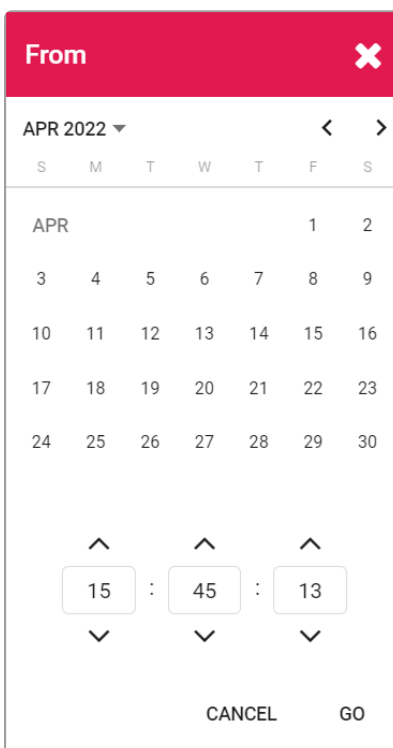 From
APR 2022
S M T W T F S
APR 1 2
3 4 5 6 7 8 9
10 11 12 13 14 15 16
17 18 19 20 21 22 23
24 25 26 27 28 29 30
15 : 45 : 13
CANCEL GO